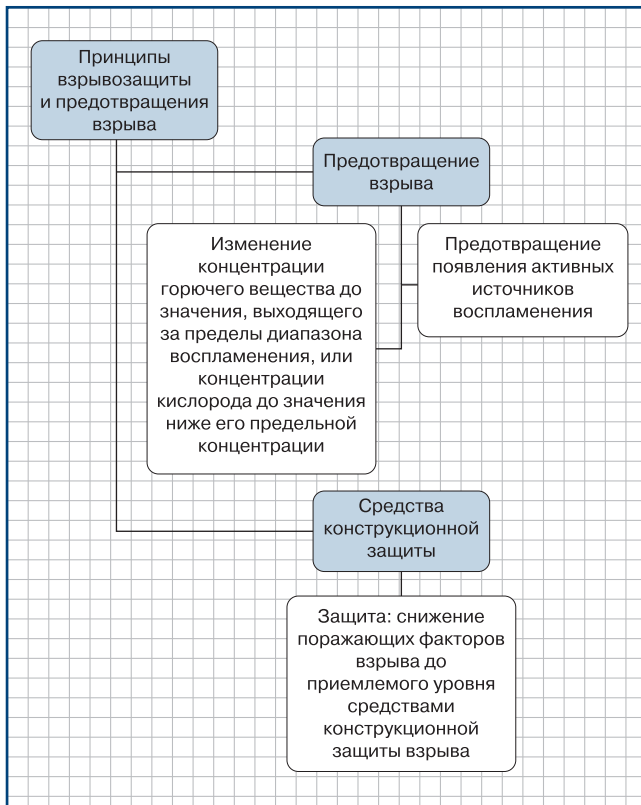 Принципы
взрывозащиты
и предотвращения
взрыва
Предотвращение
взрыва
Изменение
концентрации
горючего вещества до
значения, выходящего
за пределы диапазона
воспламенения, или
концентрации
кислорода до значения
ниже его предельной
концентрации
Предотвращение
появления активных
источников
воспламенения
Средства
конструкционной
защиты
Защита: снижение
поражающих факторов
взрыва до
приемлемого уровня
средствами
конструкционной
защиты взрыва